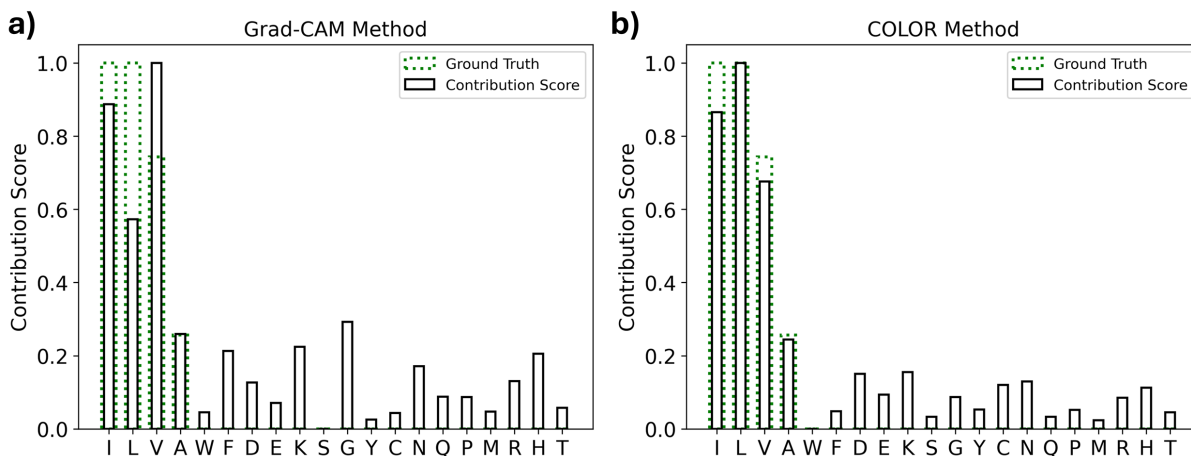 a)
Grad-CAM Method
Ground Truth
Contribution Score
Contribution Score
1.0
0.8
0.6
0.4
0.2
0.0
I L V A W F D E K S G Y C N Q P M R H T
b)
COLOR Method
Ground Truth
Contribution Score
Contribution Score
1.0
0.8
0.6
0.4
0.2
0.0
I L V A W F D E K S G Y C N Q P M R H T